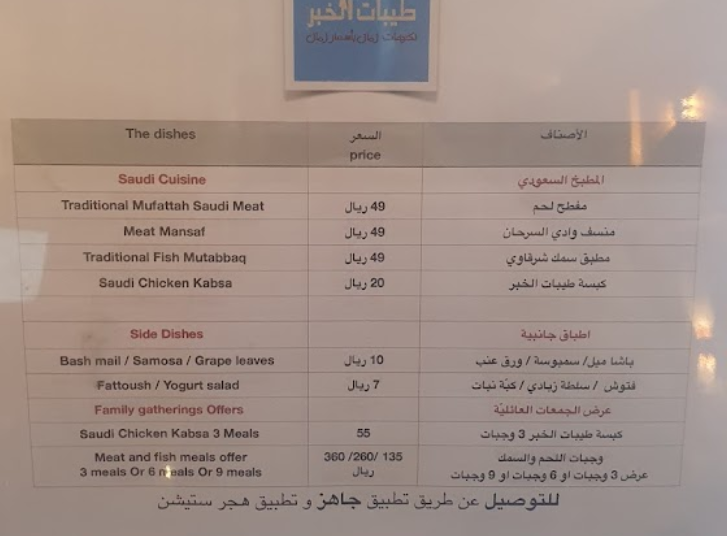 طيبات الخبر
The dishes السعر price الأصناف
Saudi Cuisine المطبخ السعودي
Traditional Mufattah Saudi Meat 49 ريال مفطح لحم
Meat Mansaf 49 ريال منسف وادي السرحان
Traditional Fish Mutabbaq 49 ريال مطبق سمك شرقاوي
Saudi Chicken Kabsa 20 ريال كبسة طيبات الخبر
Side Dishes اطباق جانبية
Bash mail / Samosa / Grape leaves 10 ريال باشا ميل/ سمبوسة / ورق عنب
Fattoush / Yogurt salad 7 ريال فتوش / سلطة زبادي / كبّة نبات
Family gatherings Offers عرض الجمعات العائليّة
Saudi Chicken Kabsa 3 Meals 55 كبسة طيبات الخبر 3 وجبات
Meat and fish meals offer 360 /260/ 135 وجبات اللحم والسمك
3 meals Or 6 meals Or 9 meals ريال عرض 3 وجبات او 6 وجبات او 9 وجبات
للتوصيل عن طريق تطبيق جاهز و تطبيق هجر ستيشن